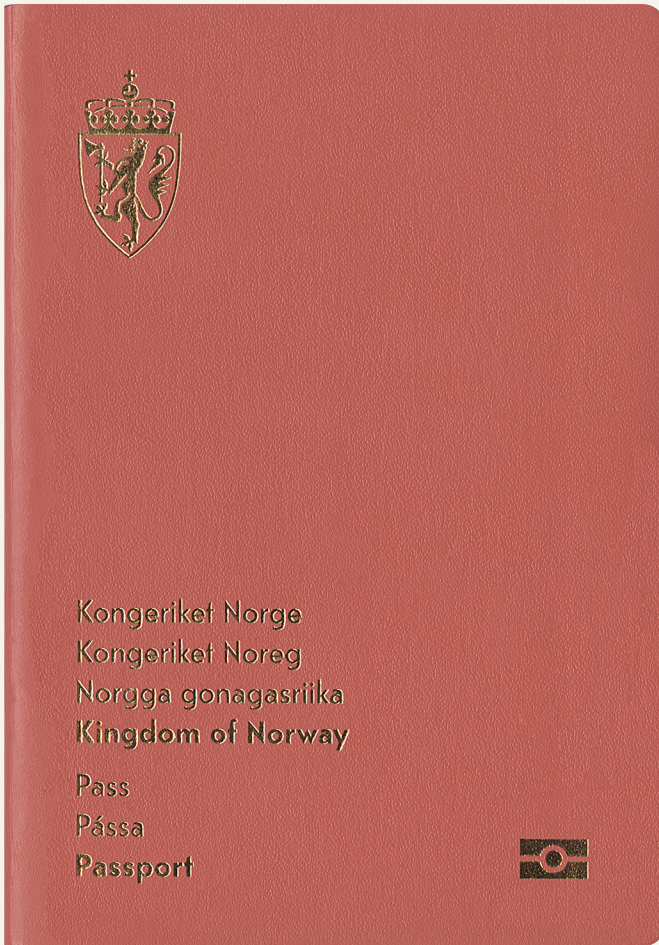 Kongeriket Norge
Kongeriket Noreg
Norgga gonagasriika
Kingdom of Norway
Pass
Pássa
Passport